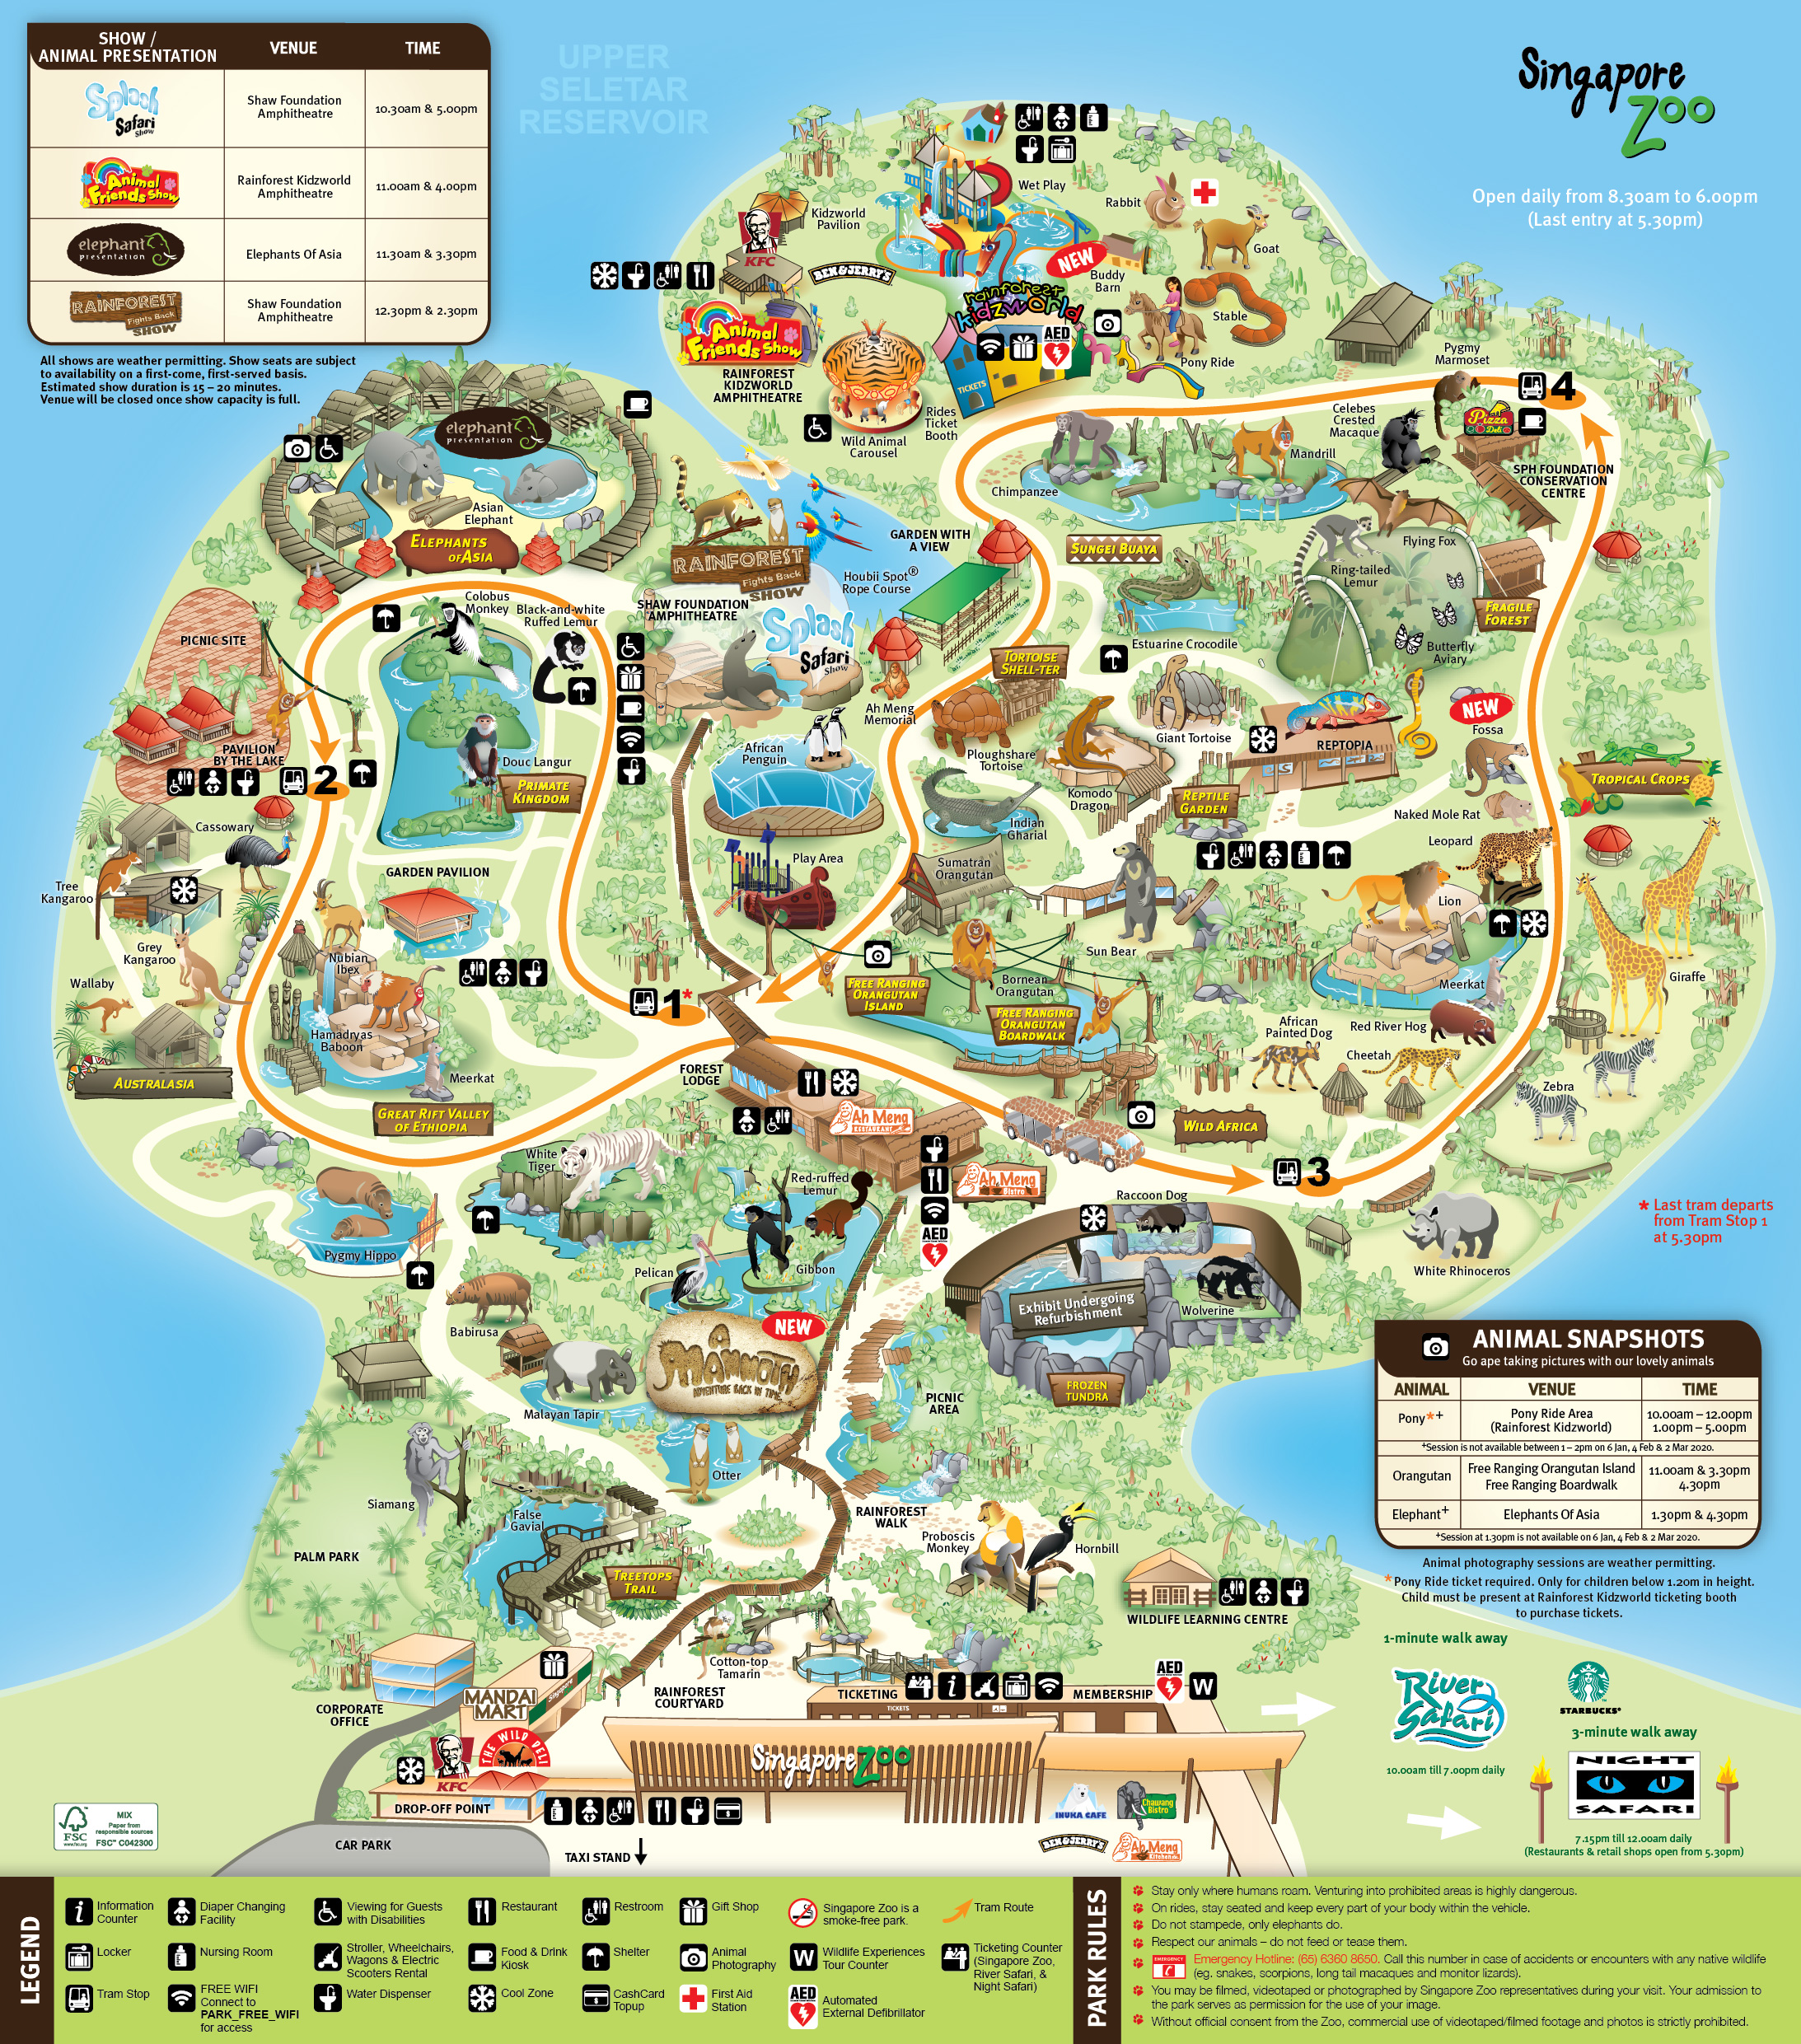 SHOW /
ANIMAL PRESENTATION
VENUE
TIME
Splash
Safari
Show
Shaw Foundation
Amphitheatre
10.30am & 5.00pm
Animal
Friends Show
Rainforest Kidzworld
Amphitheatre
11.00am & 4.00pm
elephant
presentation
Elephants Of Asia
11.30am & 3.30pm
RAINFOREST
Fights Back
SHOW
Shaw Foundation
Amphitheatre
12.30pm & 2.30pm
All shows are weather permitting. Show seats are subject
to availability on a first-come, first-served basis.
Estimated show duration is 15 – 20 minutes.
Venue will be closed once show capacity is full.
UPPER
SELETAR
RESERVOIR
Singapore
Zoo
Open daily from 8.30am to 6.00pm
(Last entry at 5.30pm)
Wet Play
Rabbit
Goat
Kidzworld
Pavilion
KFC
BEN & JERRY'S
NEW
Buddy
Barn
Stable
rainforest
kidzworld
Animal
Friends Show
RAINFOREST
KIDZWORLD
AMPHITHEATRE
AED
TICKETS
Pony Ride
Rides
Ticket
Booth
Wild Animal
Carousel
Pygmy
Marmoset
4
Pizza
Deli
Celebes
Crested
Macaque
Mandrill
Chimpanzee
SPH FOUNDATION
CONSERVATION
CENTRE
elephant
presentation
Asian
Elephant
ELEPHANTS
OF ASIA
RAINFOREST
Fights Back
SHOW
GARDEN WITH
A VIEW
Houbii Spot®
Rope Course
SUNGEI BUAYA
Flying Fox
Ring-tailed
Lemur
FRAGILE
FOREST
Butterfly
Aviary
Estuarine Crocodile
Colobus
Monkey
Black-and-white
Ruffed Lemur
SHAW FOUNDATION
AMPHITHEATRE
Splash
Safari
Show
PICNIC SITE
TORTOISE
SHELL-TER
Ah Meng
Memorial
Ploughshare
Tortoise
Giant Tortoise
REPTOPIA
NEW
Fossa
PAVILION
BY THE LAKE
2
Douc Langur
PRIMATE
KINGDOM
African
Penguin
Komodo
Dragon
REPTILE
GARDEN
Naked Mole Rat
TROPICAL CROPS
Cassowary
Indian
Gharial
Leopard
Play Area
Sumatran
Orangutan
Tree
Kangaroo
GARDEN PAVILION
Lion
Grey
Kangaroo
Nubian
Ibex
Sun Bear
Wallaby
Meerkat
Giraffe
1*
FREE RANGING
ORANGUTAN
ISLAND
Bornean
Orangutan
FREE RANGING
ORANGUTAN
BOARDWALK
African
Painted Dog
Red River Hog
Cheetah
Hamadryas
Baboon
Meerkat
AUSTRALASIA
GREAT RIFT VALLEY
OF ETHIOPIA
FOREST
LODGE
Ah Meng
RESTAURANT
WILD AFRICA
Zebra
3
White
Tiger
Red-ruffed
Lemur
Ah Meng
Bistro
AED
Raccoon Dog
* Last tram departs
from Tram Stop 1
at 5.30pm
Pygmy Hippo
Pelican
Gibbon
White Rhinoceros
Exhibit Undergoing
Refurbishment
Wolverine
Babirusa
NEW
A
MAMMOTH
ADVENTURE BACK IN TIME
FROZEN
TUNDRA
PICNIC
AREA
Malayan Tapir
Otter
Siamang
False
Gavial
RAINFOREST
WALK
Proboscis
Monkey
Hornbill
PALM PARK
TREETOPS
TRAIL
WILDLIFE LEARNING CENTRE
ANIMAL SNAPSHOTS
Go ape taking pictures with our lovely animals
ANIMAL
VENUE
TIME
Pony*+
Pony Ride Area
(Rainforest Kidzworld)
10.00am – 12.00pm
1.00pm – 5.00pm
+Session is not available between 1 – 2pm on 6 Jan, 4 Feb & 2 Mar 2020.
Orangutan
Free Ranging Orangutan Island
Free Ranging Boardwalk
11.00am & 3.30pm
4.30pm
Elephant+
Elephants Of Asia
1.30pm & 4.30pm
+Session at 1.30pm is not available on 6 Jan, 4 Feb & 2 Mar 2020.
Animal photography sessions are weather permitting.
*Pony Ride ticket required. Only for children below 1.20m in height.
Child must be present at Rainforest Kidzworld ticketing booth
to purchase tickets.
Cotton-top
Tamarin
RAINFOREST
COURTYARD
CORPORATE
OFFICE
MANDAI
MART
Singapore
TICKETING
TICKETS
MEMBERSHIP
AED
W
1-minute walk away
River
Safari
10.00am till 7.00pm daily
STARBUCKS®
3-minute walk away
NIGHT
SAFARI
7.15pm till 12.00am daily
(Restaurants & retail shops open from 5.30pm)
THE WILD DELI
KFC
Singapore Zoo
DROP-OFF POINT
CAR PARK
TAXI STAND
INUKA CAFE
Chawang
Bistro
BEN & JERRY'S
Ah Meng
Kitchen
FSC
www.fsc.org
MIX
Paper from
responsible sources
FSC™ C042300
LEGEND
Information
Counter
Diaper Changing
Facility
Viewing for Guests
with Disabilities
Restaurant
Restroom
Gift Shop
Singapore Zoo is a
smoke-free park.
Tram Route
Locker
Nursing Room
Stroller, Wheelchairs,
Wagons & Electric
Scooters Rental
Food & Drink
Kiosk
Shelter
Animal
Photography
W
Wildlife Experiences
Tour Counter
Ticketing Counter
(Singapore Zoo,
River Safari, &
Night Safari)
Tram Stop
FREE WIFI
Connect to
PARK_FREE_WIFI
for access
Water Dispenser
Cool Zone
CashCard
Topup
First Aid
Station
AED
Automated
External Defibrillator
PARK RULES
Stay only where humans roam. Venturing into prohibited areas is highly dangerous.
On rides, stay seated and keep every part of your body within the vehicle.
Do not stampede, only elephants do.
Respect our animals – do not feed or tease them.
EMERGENCY
Emergency Hotline: (65) 6360 8650. Call this number in case of accidents or encounters with any native wildlife
(eg. snakes, scorpions, long tail macaques and monitor lizards).
You may be filmed, videotaped or photographed by Singapore Zoo representatives during your visit. Your admission to
the park serves as permission for the use of your image.
Without official consent from the Zoo, commercial use of videotaped/filmed footage and photos is strictly prohibited.